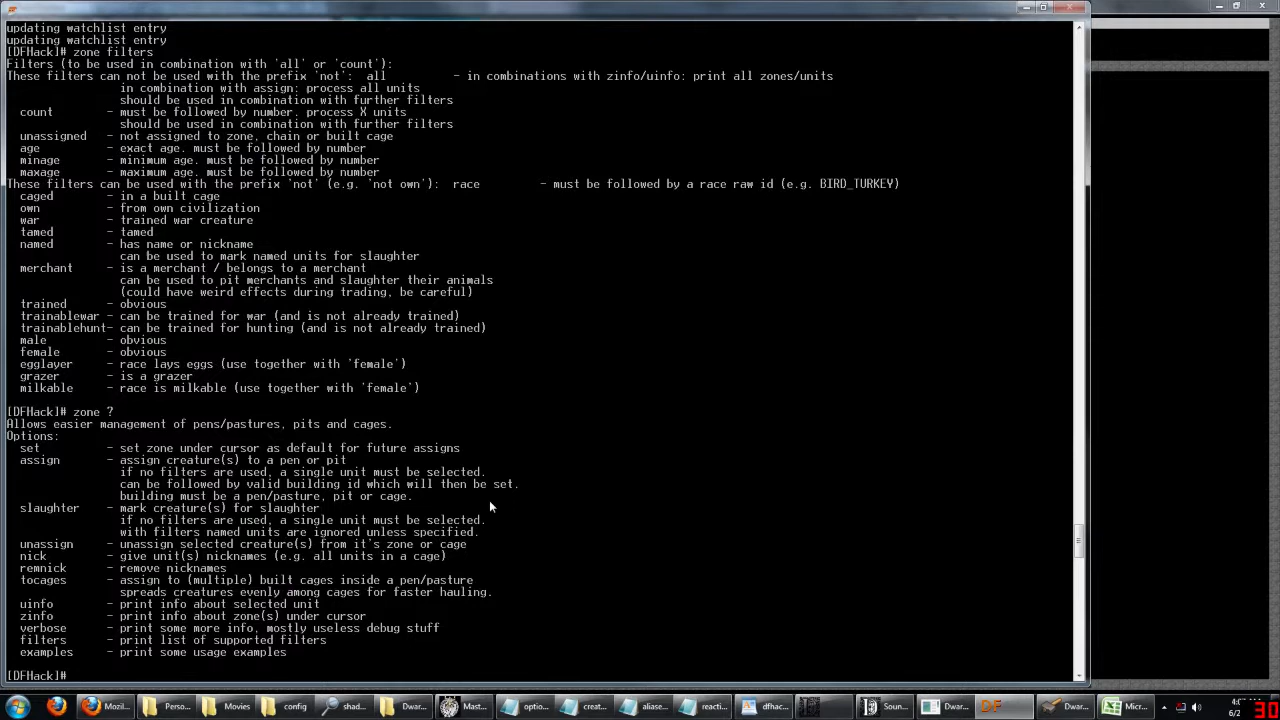 updating watchlist entry
updating watchlist entry
[DFHack]# zone filters
Filters (to be used in combination with 'all' or 'count'):
These filters can not be used with the prefix 'not':  all          - in combinations with zinfo/uinfo: print all zones/units
in combination with assign: process all units
should be used in combination with further filters
count        - must be followed by number. process X units
should be used in combination with further filters
unassigned   - not assigned to zone, chain or built cage
age          - exact age. must be followed by number
minage       - minimum age. must be followed by number
maxage       - maximum age. must be followed by number
These filters can be used with the prefix 'not' (e.g. 'not own'):  race         - must be followed by a race raw id (e.g. BIRD_TURKEY)
caged        - in a built cage
own          - from own civilization
war          - trained war creature
tamed        - tamed
named        - has name or nickname
can be used to mark named units for slaughter
merchant     - is a merchant / belongs to a merchant
can be used to pit merchants and slaughter their animals
(could have weird effects during trading, be careful)
trained      - obvious
trainablewar - can be trained for war (and is not already trained)
trainablehunt- can be trained for hunting (and is not already trained)
male         - obvious
female       - obvious
egglayer     - race lays eggs (use together with 'female')
grazer       - is a grazer
milkable     - race is milkable (use together with 'female')
[DFHack]# zone ?
Allows easier management of pens/pastures, pits and cages.
Options:
set          - set zone under cursor as default for future assigns
assign       - assign creature(s) to a pen or pit
if no filters are used, a single unit must be selected.
can be followed by valid building id which will then be set.
building must be a pen/pasture, pit or cage.
slaughter    - mark creature(s) for slaughter
if no filters are used, a single unit must be selected.
with filters named units are ignored unless specified.
unassign     - unassign selected creature(s) from it's zone or cage
nick         - give unit(s) nicknames (e.g. all units in a cage)
remnick      - remove nicknames
tocages      - assign to (multiple) built cages inside a pen/pasture
spreads creatures evenly among cages for faster hauling.
uinfo        - print info about selected unit
zinfo        - print info about zone(s) under cursor
verbose      - print some more info, mostly useless debug stuff
filters      - print list of supported filters
examples     - print some usage examples
[DFHack]#
Mozil... Perso... Movies config shad... Dwar... Mast... optio... creat... aliase... reacti... dfhac... Soun... Dwar... DF Dwar... Micr...
30